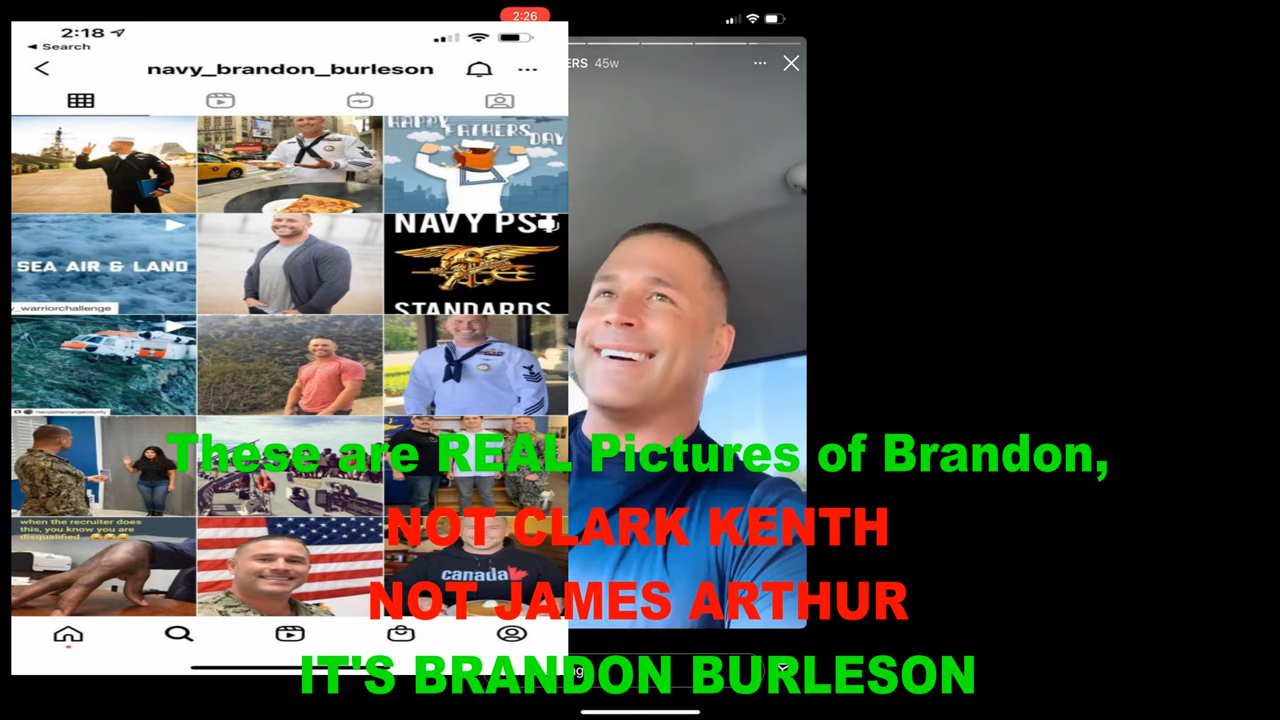 2:26
2:18
Search
navy_brandon_burleson
ERS 45w
HAPPY FATHERS DAY
SEA AIR & LAND
_warriorchallenge
NAVY PST
STANDARDS
when the recruiter does
this, you know you are
disqualified
canada
These are REAL Pictures of Brandon,
NOT CLARK KENTH
NOT JAMES ARTHUR
IT'S BRANDON BURLESON